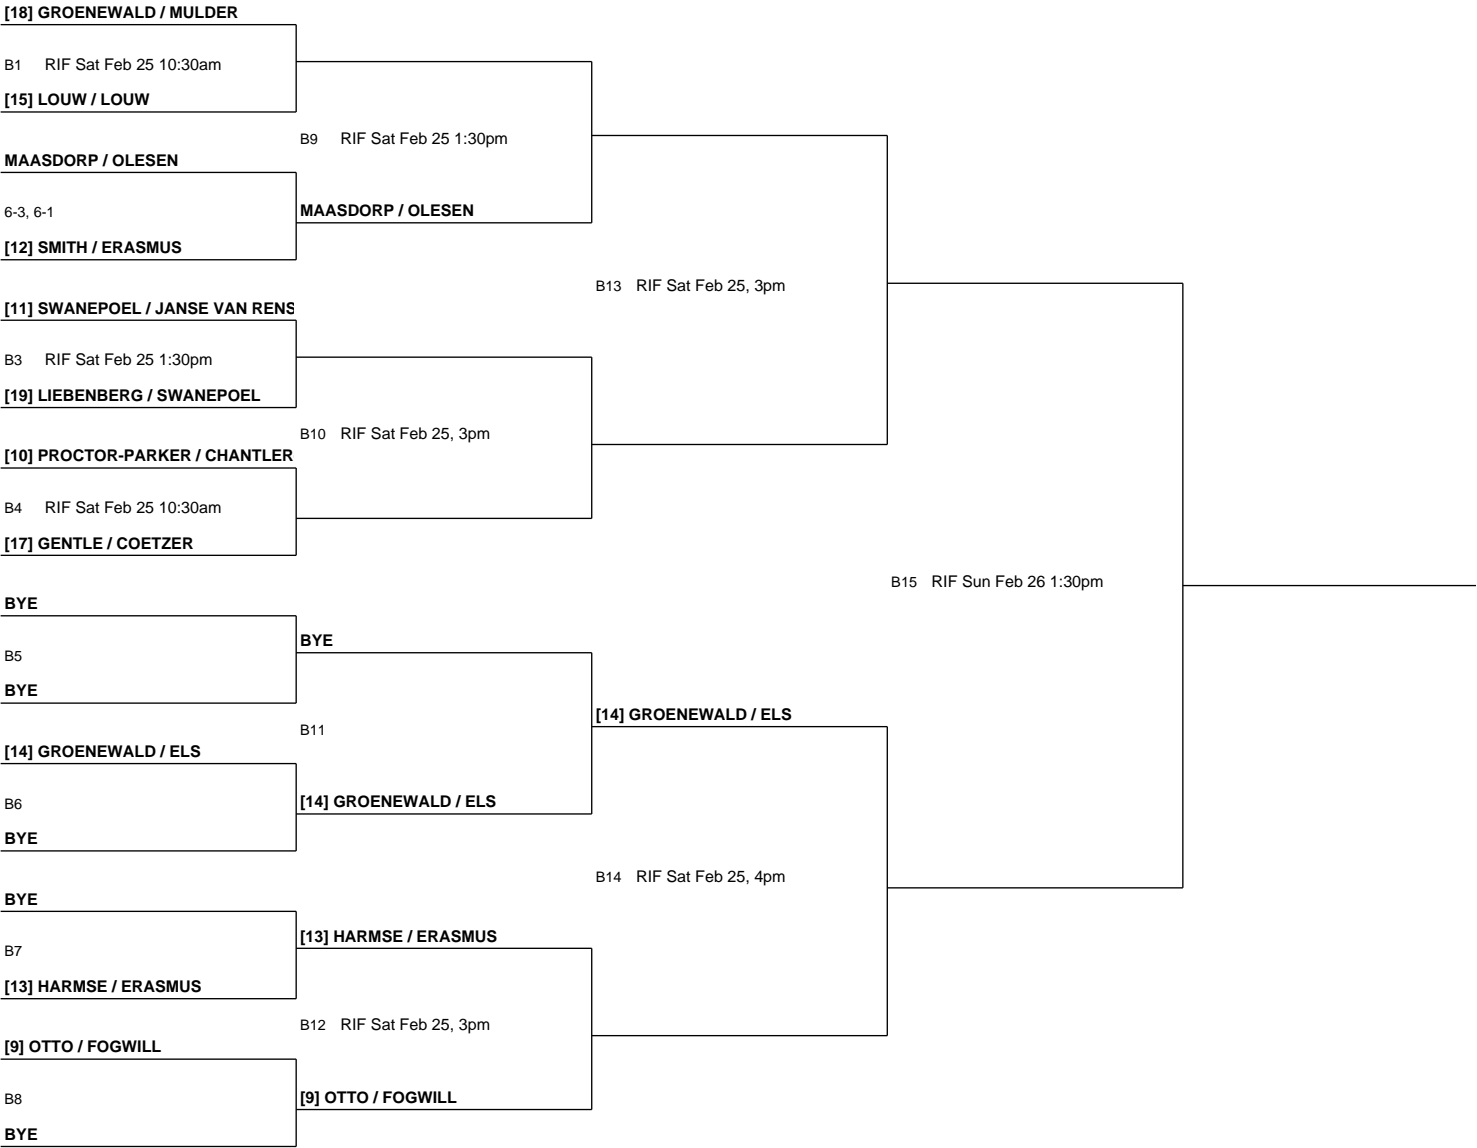 [18] GROENEWALD / MULDER
B1 RIF Sat Feb 25 10:30am
[15] LOUW / LOUW
B9 RIF Sat Feb 25 1:30pm
MAASDORP / OLESEN
6-3, 6-1
MAASDORP / OLESEN
[12] SMITH / ERASMUS
B13 RIF Sat Feb 25, 3pm
[11] SWANEPOEL / JANSE VAN RENS
B3 RIF Sat Feb 25 1:30pm
[19] LIEBENBERG / SWANEPOEL
B10 RIF Sat Feb 25, 3pm
[10] PROCTOR-PARKER / CHANTLER
B4 RIF Sat Feb 25 10:30am
[17] GENTLE / COETZER
B15 RIF Sun Feb 26 1:30pm
BYE
BYE
B5
BYE
[14] GROENEWALD / ELS
B11
[14] GROENEWALD / ELS
B6
[14] GROENEWALD / ELS
BYE
B14 RIF Sat Feb 25, 4pm
BYE
[13] HARMSE / ERASMUS
B7
[13] HARMSE / ERASMUS
B12 RIF Sat Feb 25, 3pm
[9] OTTO / FOGWILL
B8
[9] OTTO / FOGWILL
BYE